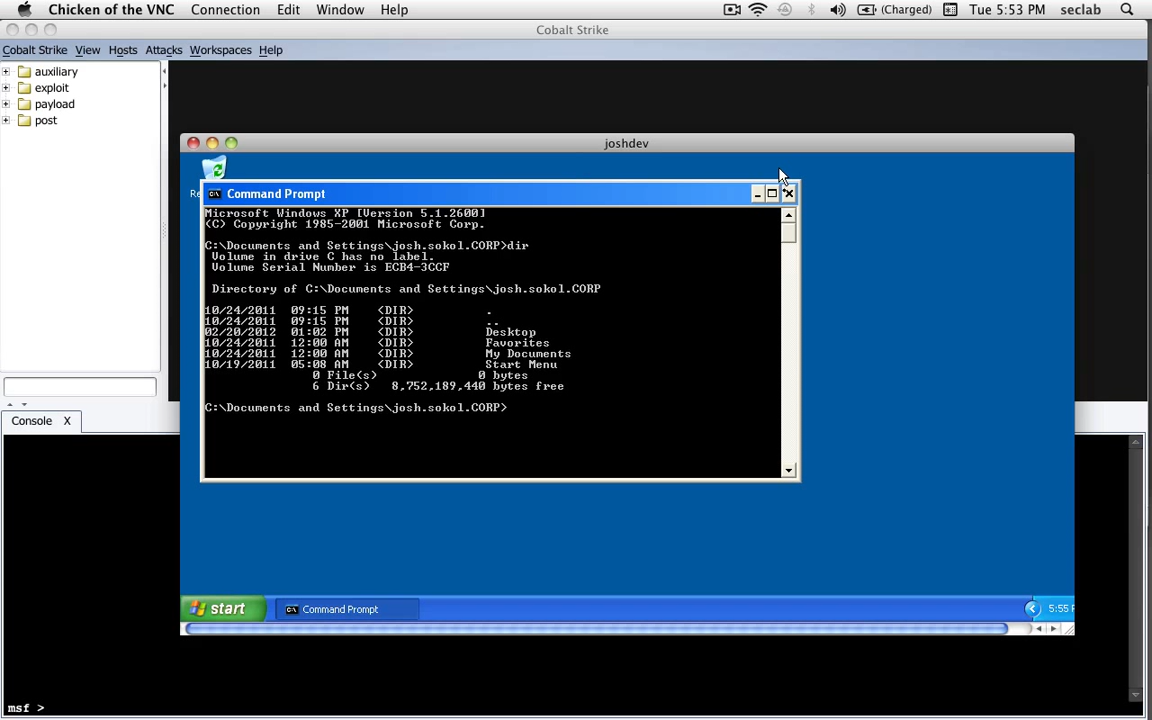 Chicken of the VNC Connection Edit Window Help (Charged) Tue 5:53 PM seclab
Cobalt Strike
Cobalt Strike View Hosts Attacks Workspaces Help
auxiliary
exploit
payload
post
joshdev
Command Prompt
Microsoft Windows XP [Version 5.1.2600]
(C) Copyright 1985-2001 Microsoft Corp.
C:\Documents and Settings\josh.sokol.CORP>dir
Volume in drive C has no label.
Volume Serial Number is ECB4-3CCF
Directory of C:\Documents and Settings\josh.sokol.CORP
10/24/2011 09:15 PM <DIR> .
10/24/2011 09:15 PM <DIR> ..
02/20/2012 01:02 PM <DIR> Desktop
10/24/2011 12:00 AM <DIR> Favorites
10/24/2011 12:00 AM <DIR> My Documents
10/19/2011 05:08 AM <DIR> Start Menu
0 File(s) 0 bytes
6 Dir(s) 8,752,189,440 bytes free
C:\Documents and Settings\josh.sokol.CORP>
Console X
start Command Prompt 5:55
msf >